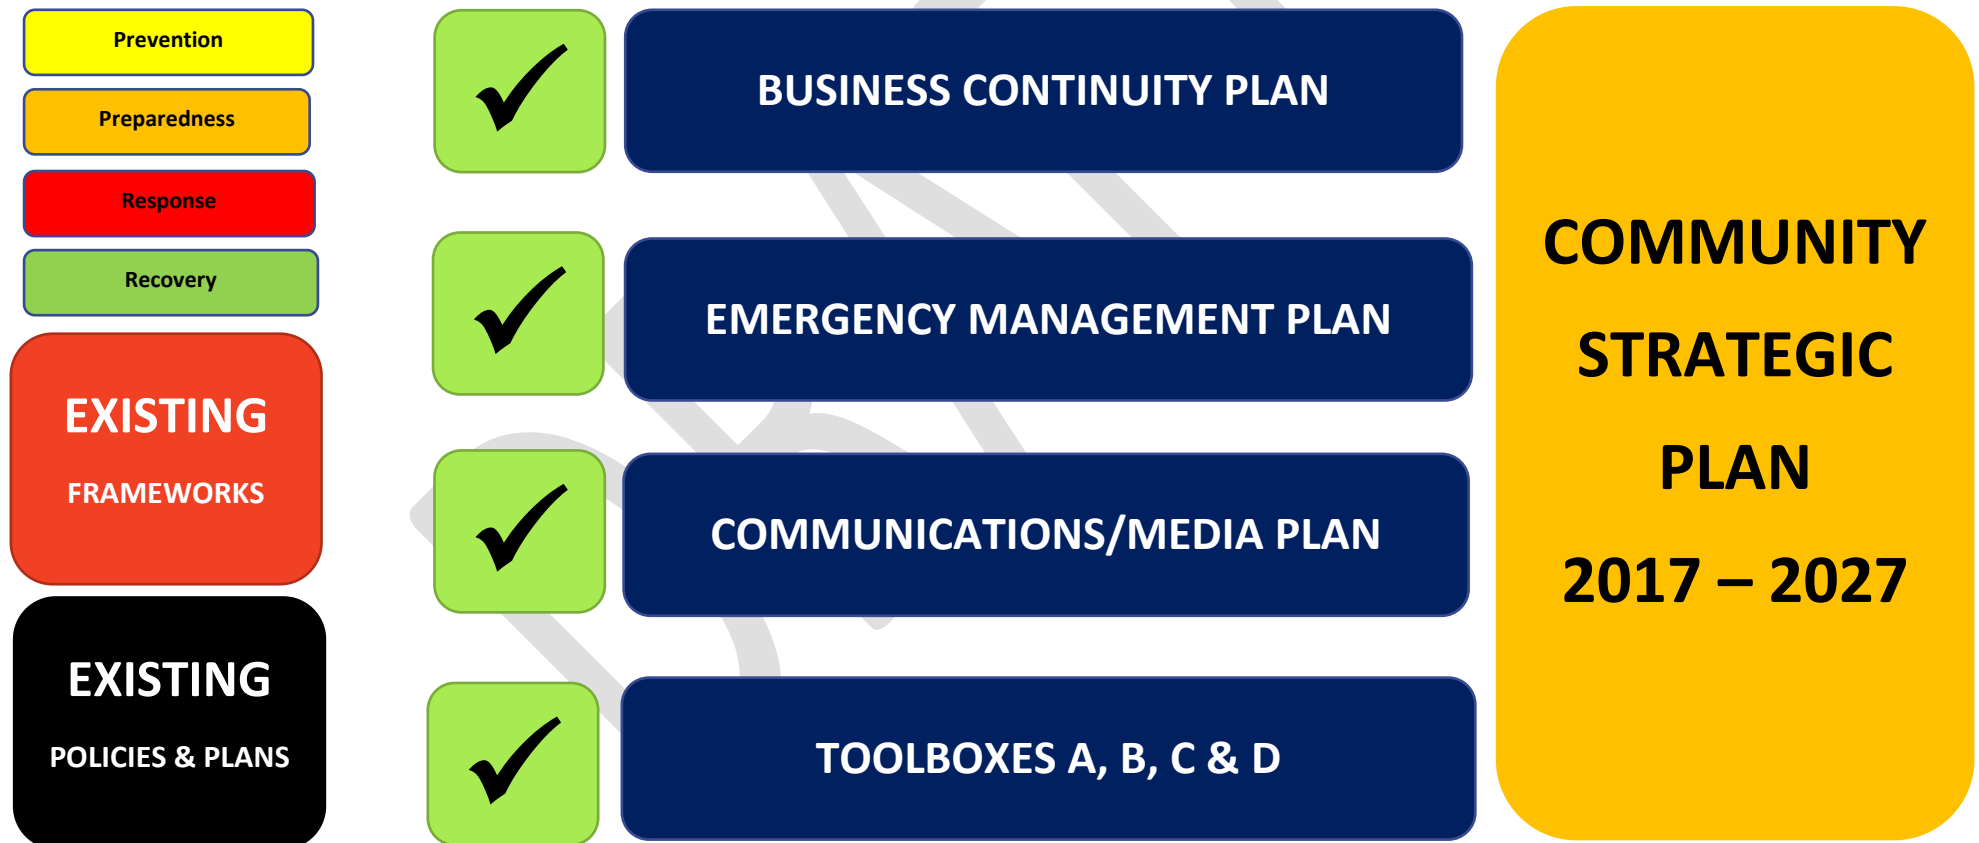 Prevention
Preparedness
Response
Recovery
EXISTING
FRAMEWORKS
EXISTING
POLICIES & PLANS
BUSINESS CONTINUITY PLAN
EMERGENCY MANAGEMENT PLAN
COMMUNICATIONS/MEDIA PLAN
TOOLBOXES A, B, C & D
COMMUNITY
STRATEGIC
PLAN
2017 – 2027